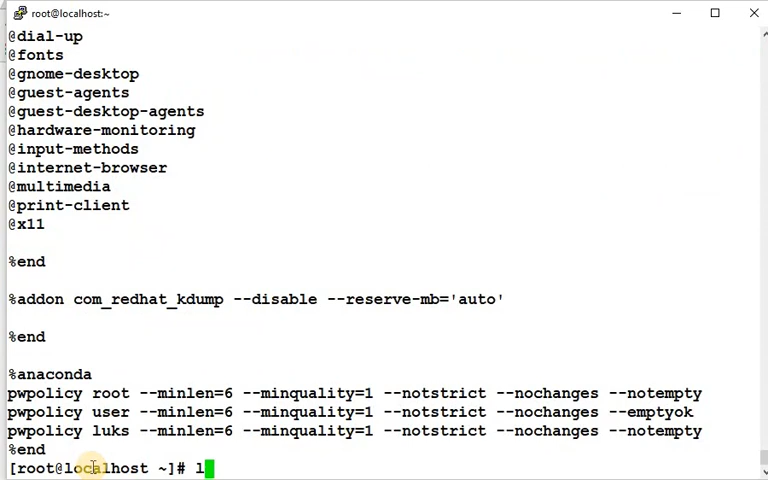 root@localhost:~
@dial-up
@fonts
@gnome-desktop
@guest-agents
@guest-desktop-agents
@hardware-monitoring
@input-methods
@internet-browser
@multimedia
@print-client
@x11
%end
%addon com_redhat_kdump --disable --reserve-mb='auto'
%end
%anaconda
pwpolicy root --minlen=6 --minquality=1 --notstrict --nochanges --notempty
pwpolicy user --minlen=6 --minquality=1 --notstrict --nochanges --emptyok
pwpolicy luks --minlen=6 --minquality=1 --notstrict --nochanges --notempty
%end
[root@localhost ~]# l